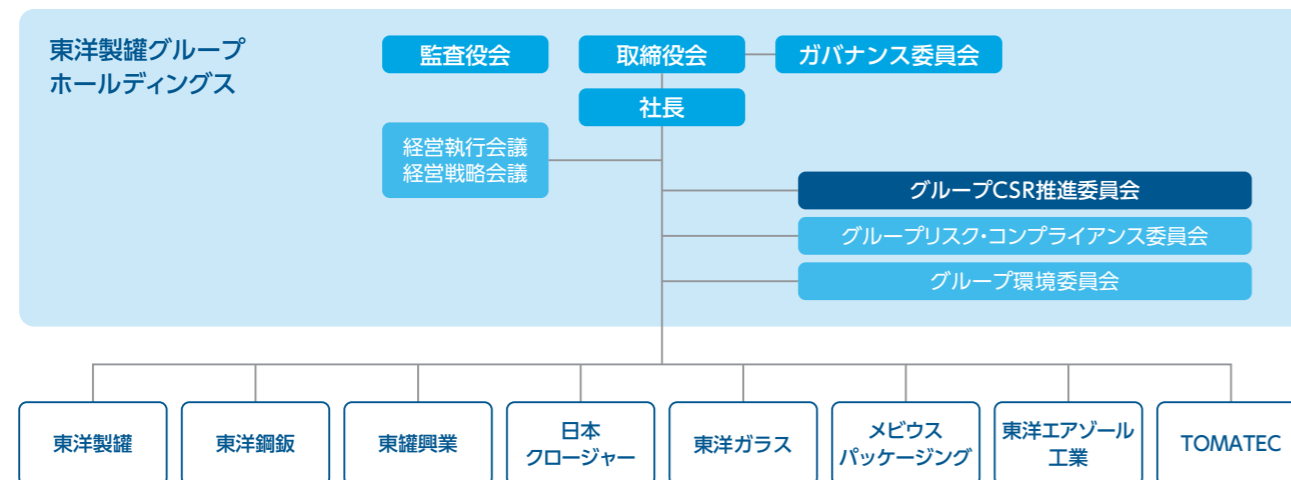 東洋製罐グループ
ホールディングス
監査役会
取締役会
ガバナンス委員会
社長
経営執行会議
経営戦略会議
グループCSR推進委員会
グループリスク・コンプライアンス委員会
グループ環境委員会
東洋製罐
東洋鋼鈑
東罐興業
日本
クロージャー
東洋ガラス
メビウス
パッケージング
東洋エアゾール
工業
TOMATEC